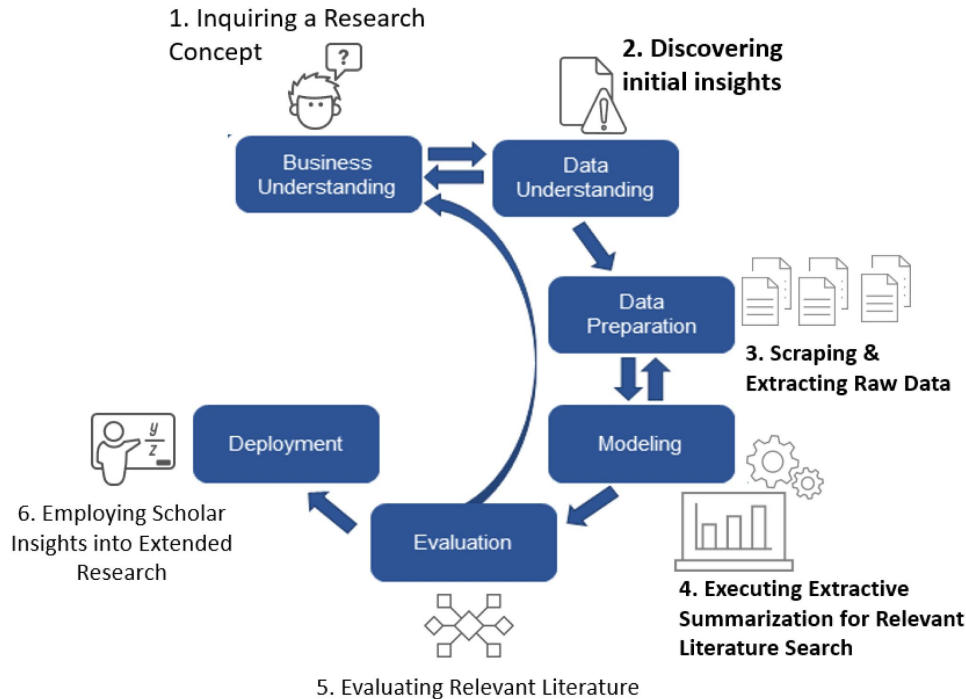 1. Inquiring a Research
Concept
?
2. Discovering
initial insights
!
Business
Understanding
Data
Understanding
Data
Preparation
3. Scraping &
Extracting Raw Data
Modeling
Deployment
y
z
6. Employing Scholar
Insights into Extended
Research
Evaluation
4. Executing Extractive
Summarization for Relevant
Literature Search
5. Evaluating Relevant Literature